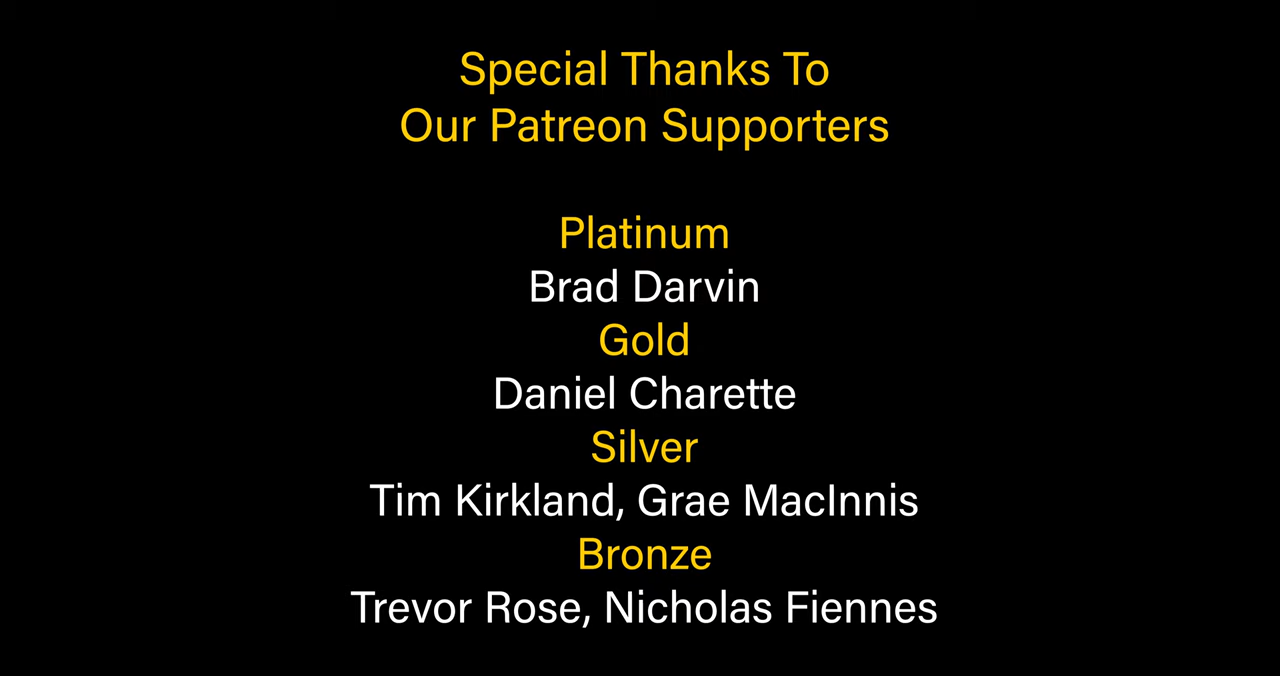 Special Thanks To
Our Patreon Supporters
Platinum
Brad Darvin
Gold
Daniel Charette
Silver
Tim Kirkland, Grae MacInnis
Bronze
Trevor Rose, Nicholas Fiennes